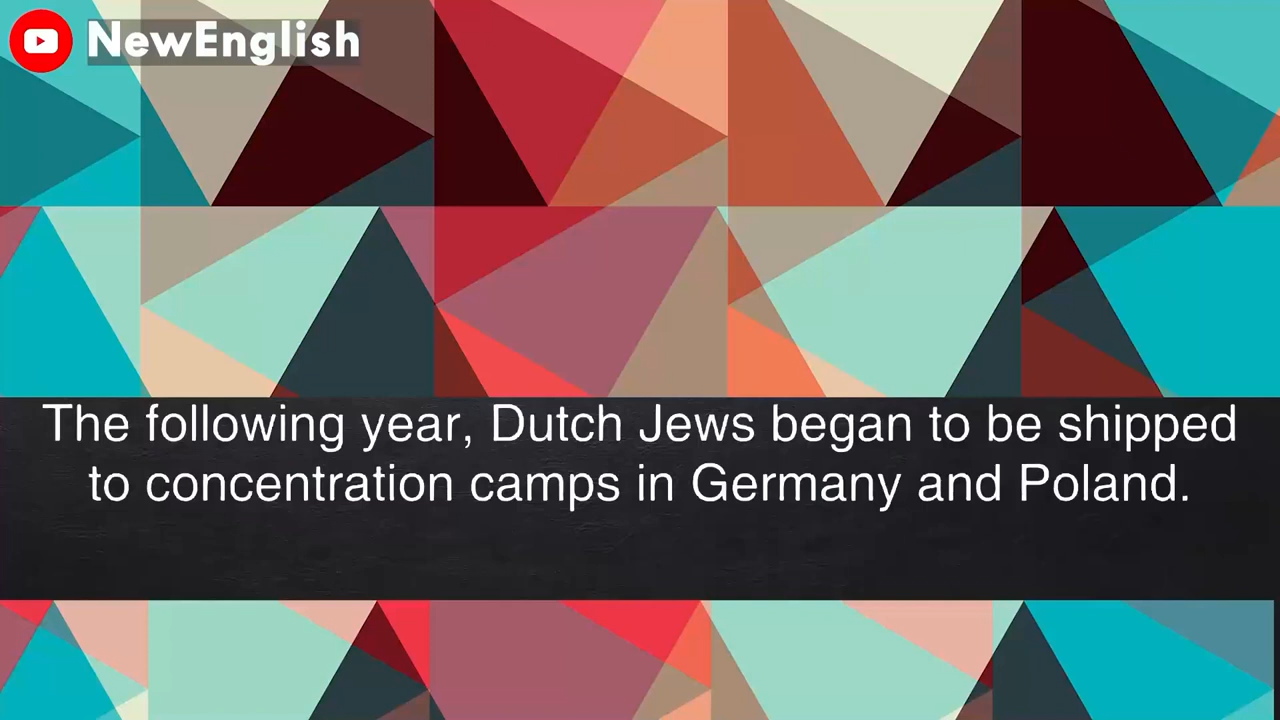 NewEnglish
The following year, Dutch Jews began to be shipped
to concentration camps in Germany and Poland.